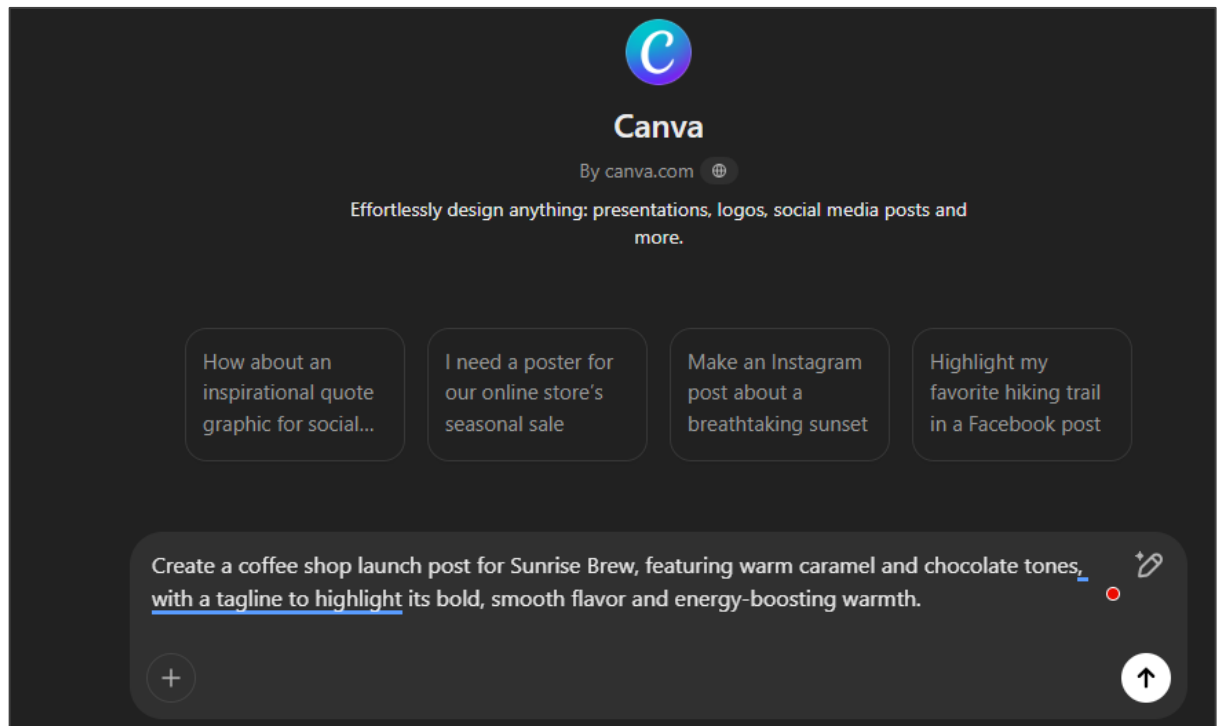 C
Canva
By canva.com
Effortlessly design anything: presentations, logos, social media posts and
more.
How about an
inspirational quote
graphic for social...
I need a poster for
our online store's
seasonal sale
Make an Instagram
post about a
breathtaking sunset
Highlight my
favorite hiking trail
in a Facebook post
Create a coffee shop launch post for Sunrise Brew, featuring warm caramel and chocolate tones,
with a tagline to highlight its bold, smooth flavor and energy-boosting warmth.